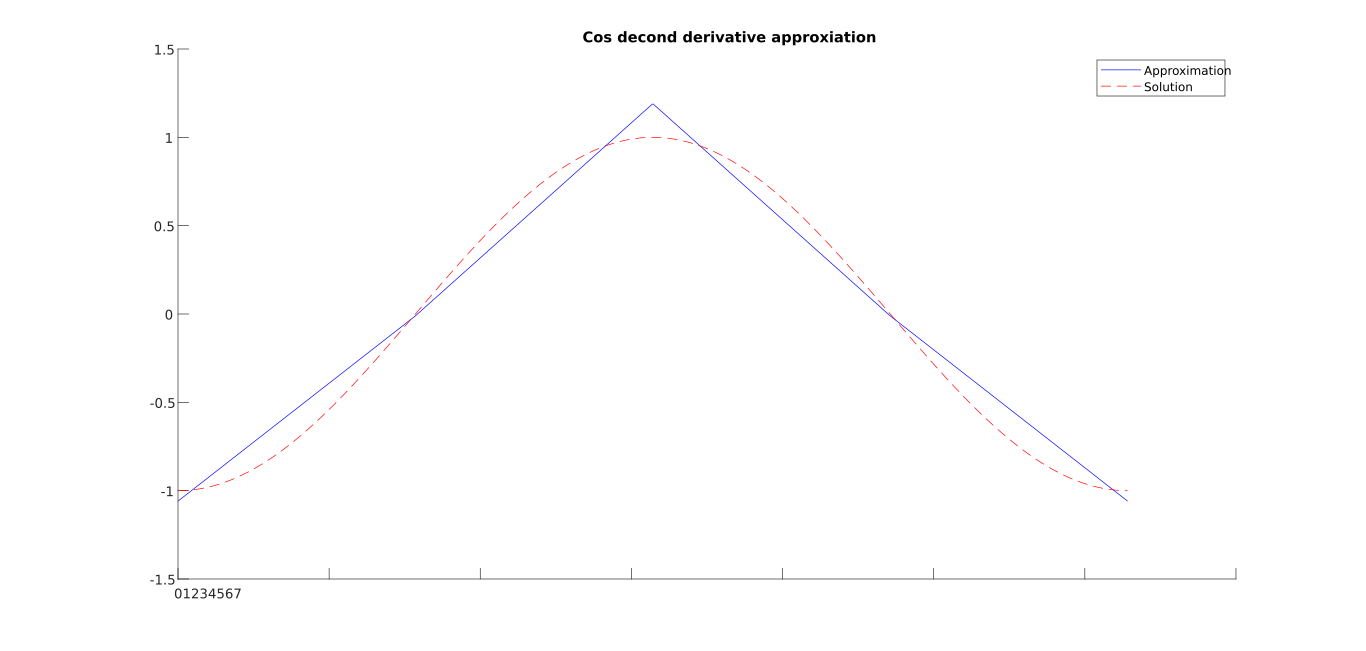 Cos decond derivative approxiation
1.5
Approximation
Solution
1
0.5
0
-0.5
-1
-1.5
01234567